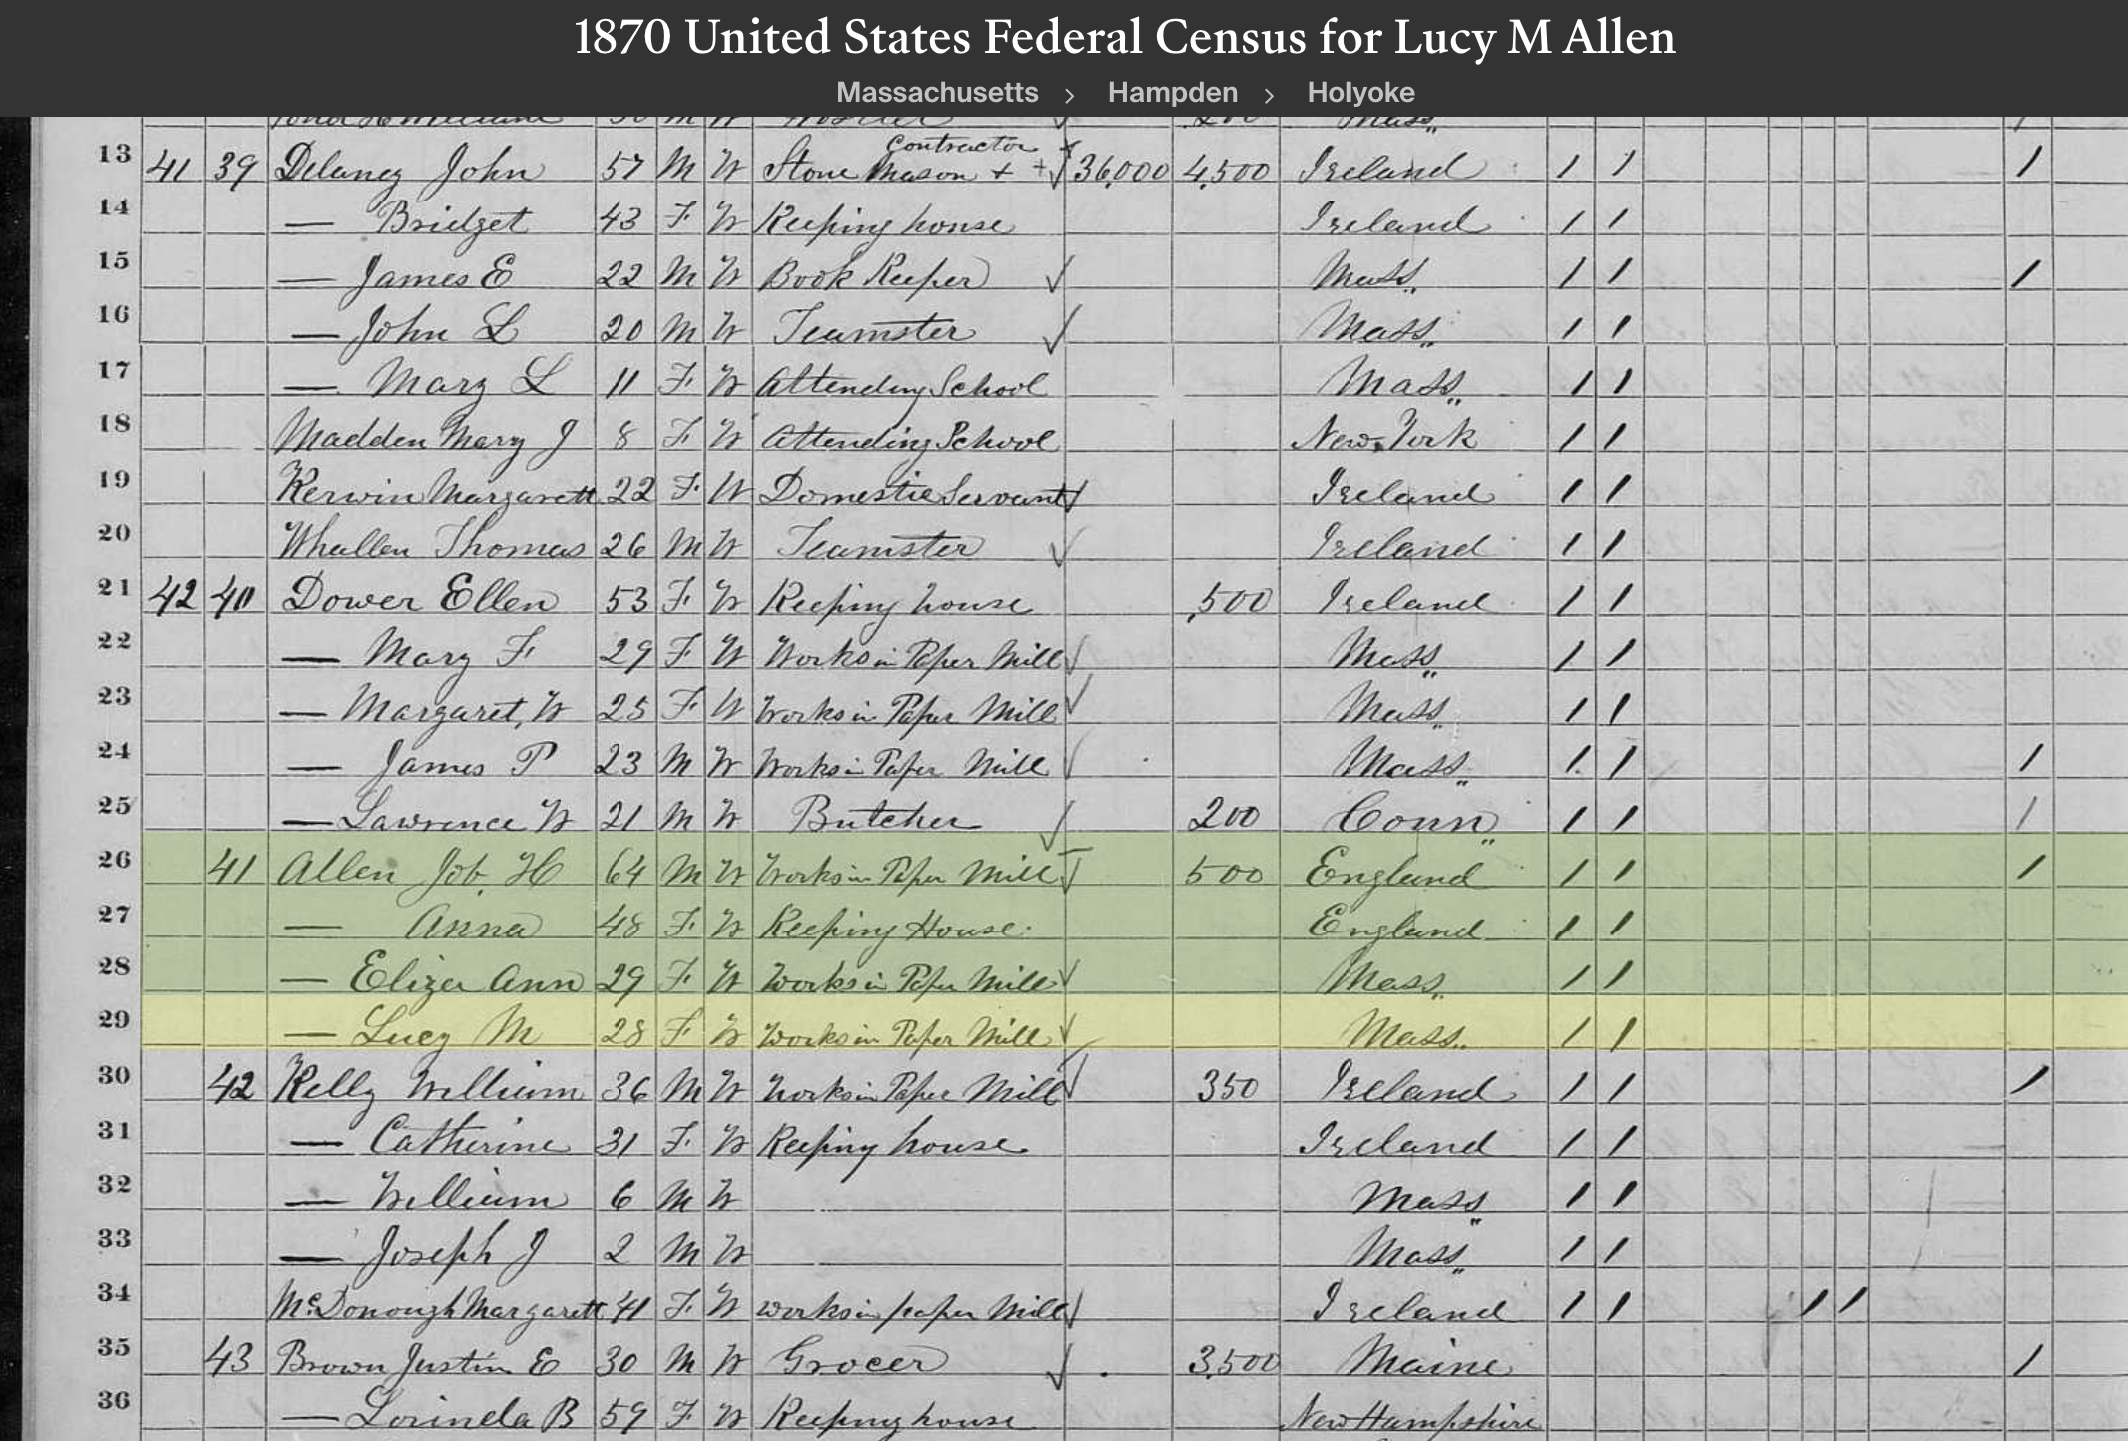 1870 United States Federal Census for Lucy M Allen
Massachusetts > Hampden > Holyoke
13 41 39 Delaney John 57 M W Stone Mason + Contractor 36,000 4,500 Ireland 1 1 1
14 — Bridget 43 F W Keeping house Ireland 1 1
15 — James E 22 M W Book Keeper Mass 1 1 1
16 — John L 20 M W Teamster Mass 1 1
17 — Mary L 11 F W Attending School Mass 1 1
18 Madden Mary J 8 F W Attending School New York 1 1
19 Kerwin Margarett 22 F W Domestic Servant Ireland 1 1
20 Whallen Thomas 26 M W Teamster Ireland 1 1
21 42 40 Dower Ellen 53 F W Keeping house 500 Ireland 1 1
22 — Mary F 29 F W Works in Paper Mill Mass 1 1
23 — Margaret W 25 F W Works in Paper Mill Mass 1 1
24 — James P 23 M W Works in Paper Mill Mass 1 1 1
25 — Lawrence W 21 M W Butcher 200 Conn 1 1 1
26 41 Allen Job H 64 M W Works in Paper Mill 500 England 1 1 1
27 — Anna 48 F W Keeping House England 1 1
28 — Eliza Ann 29 F W Works in Paper Mill Mass 1 1
29 — Lucy M 28 F W Works in Paper Mill Mass 1 1
30 42 Kelly William 36 M W Works in Paper Mill 350 Ireland 1 1 1
31 — Catherine 31 F W Keeping house Ireland 1 1
32 — William 6 M W Mass 1 1
33 — Joseph J 2 M W Mass 1 1
34 McDonough Margarett 41 F W works in paper Mill Ireland 1 1 1 1
35 43 Brown Justin E 30 M W Grocer 3,500 Maine 1
36 — Lorinda B 59 F W Keeping house New Hampshire